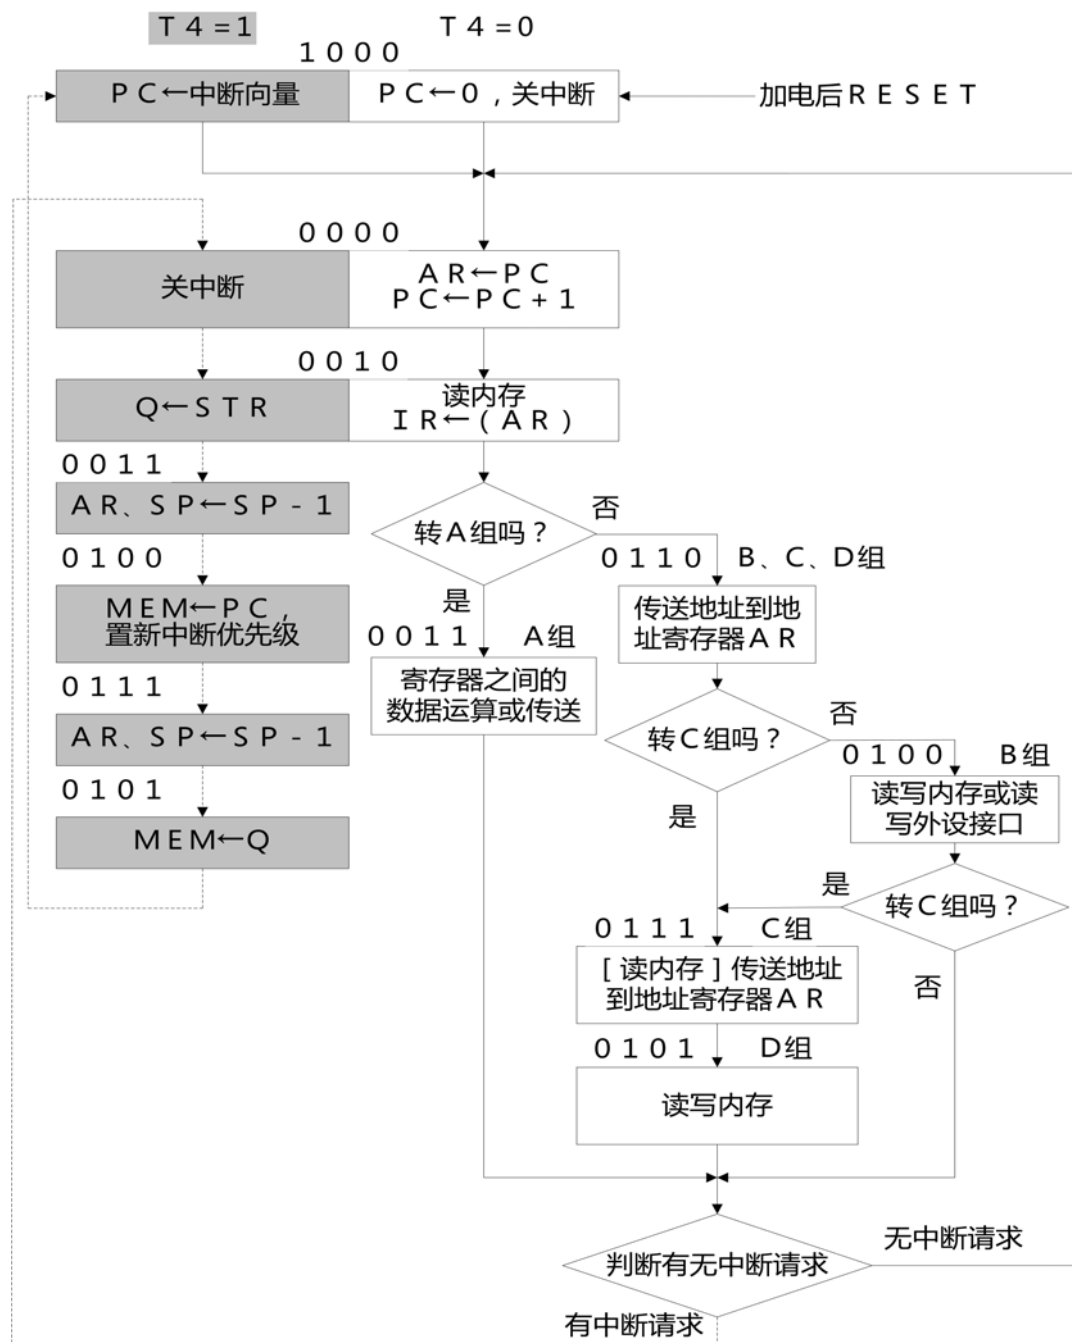 T4=1
T4=0
1000
PC←中断向量
PC←0,关中断
加电后RESET
0000
关中断
AR←PC
PC←PC+1
0010
Q←STR
读内存
IR←(AR)
0011
AR、SP←SP-1
转A组吗?
否
0100
0110
B、C、D组
MEM←PC,
置新中断优先级
是
传送地址到地
址寄存器AR
0011
A组
寄存器之间的
数据运算或传送
0111
AR、SP←SP-1
转C组吗?
否
0100
B组
0101
读写内存或读
写外设接口
是
MEM←Q
是
转C组吗?
0111
C组
[读内存]传送地址
到地址寄存器AR
否
0101
D组
读写内存
判断有无中断请求
无中断请求
有中断请求